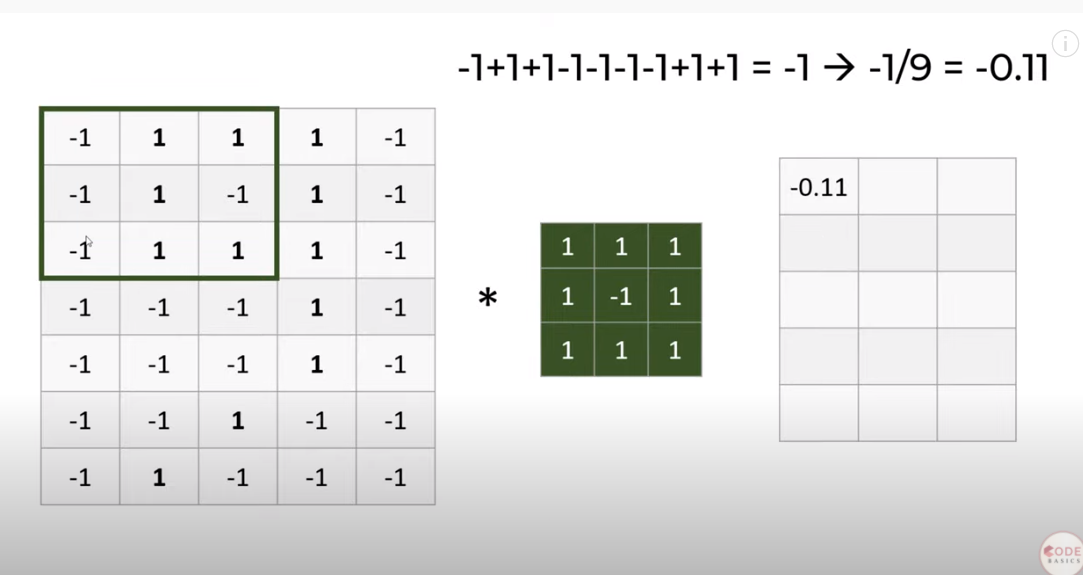 -1+1+1-1-1-1-1+1+1 = -1 → -1/9 = -0.11
-1 1 1 1 -1
-1 1 -1 1 -1
-1 1 1 1 -1
-1 -1 -1 1 -1
-1 -1 -1 1 -1
-1 -1 1 -1 -1
-1 1 -1 -1 -1
*
1 1 1
1 -1 1
1 1 1
-0.11
i
CODE
BASICS